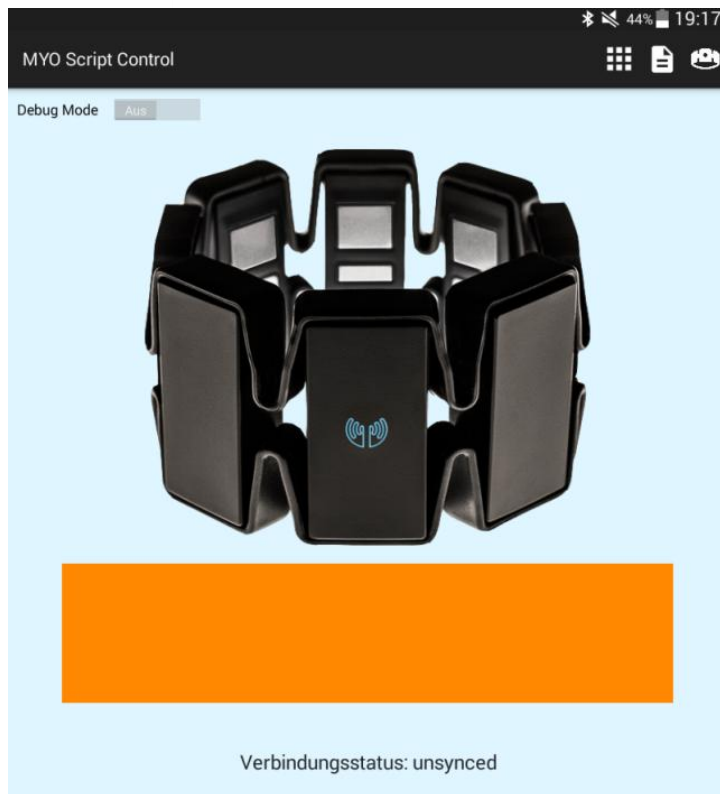 44% 19:17
MYO Script Control
Debug Mode Aus
Verbindungsstatus: unsynced